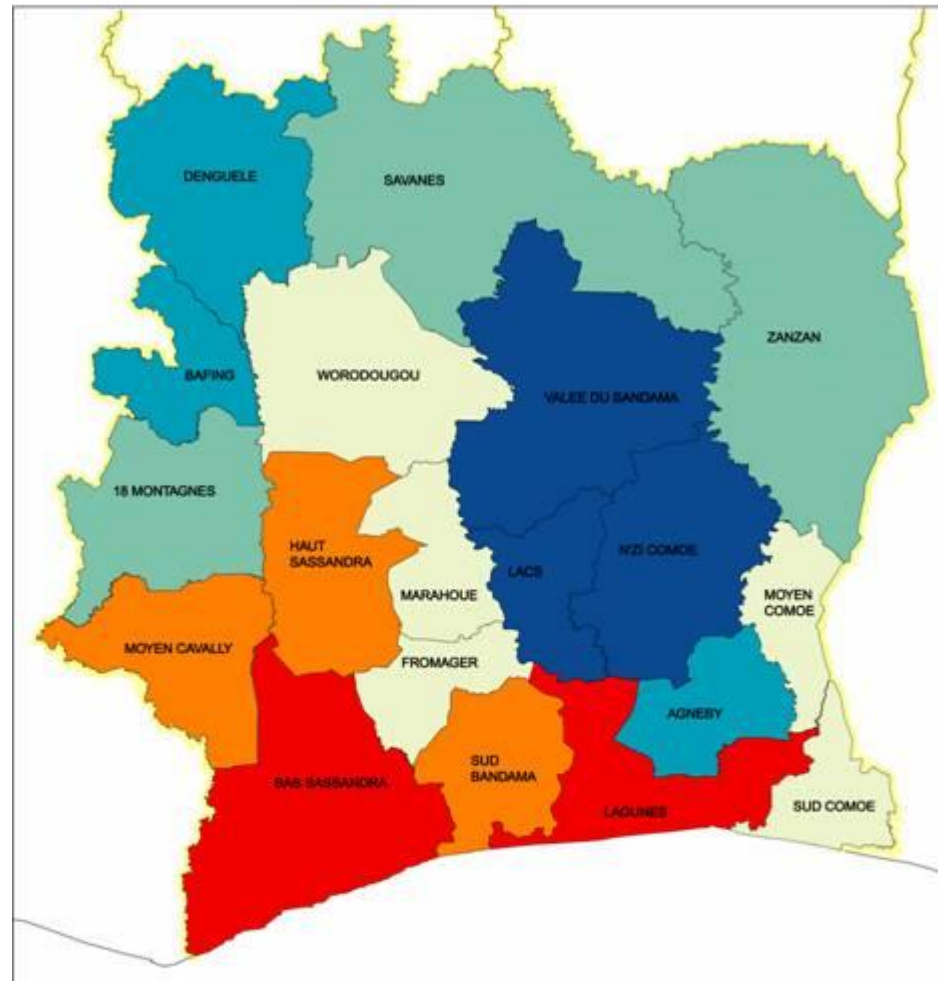 DENGUELE
SAVANES
ZANZAN
BAFING
WORODOUGOU
VALEE DU BANDAMA
18 MONTAGNES
HAUT
SASSANDRA
N'ZI COMOE
LACS
MARAHOUE
MOYEN
COMOE
MOYEN CAVALLY
FROMAGER
AGNEBY
BAS SASSANDRA
SUD
BANDAMA
LAGUNES
SUD COMOE